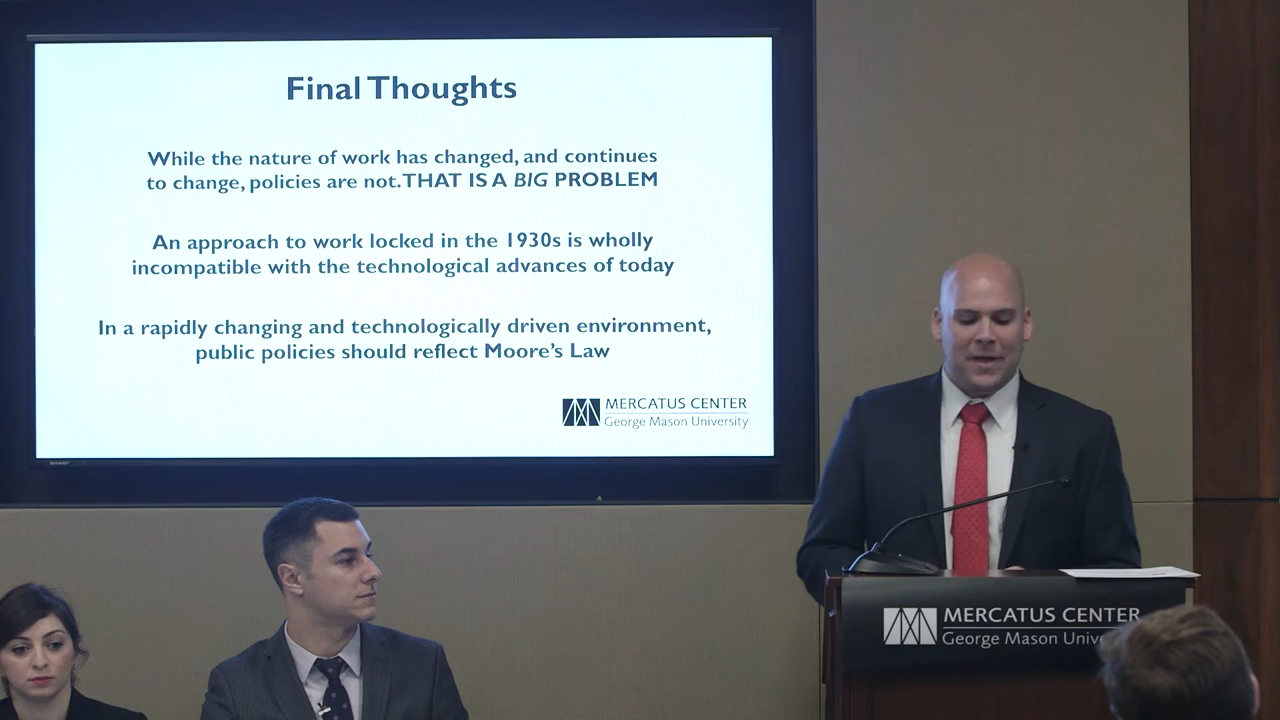 Final Thoughts
While the nature of work has changed, and continues
to change, policies are not. THAT IS A BIG PROBLEM
An approach to work locked in the 1930s is wholly
incompatible with the technological advances of today
In a rapidly changing and technologically driven environment,
public policies should reflect Moore's Law
MERCATUS CENTER
George Mason University
SHARP
MERCATUS CENTER
George Mason Unive